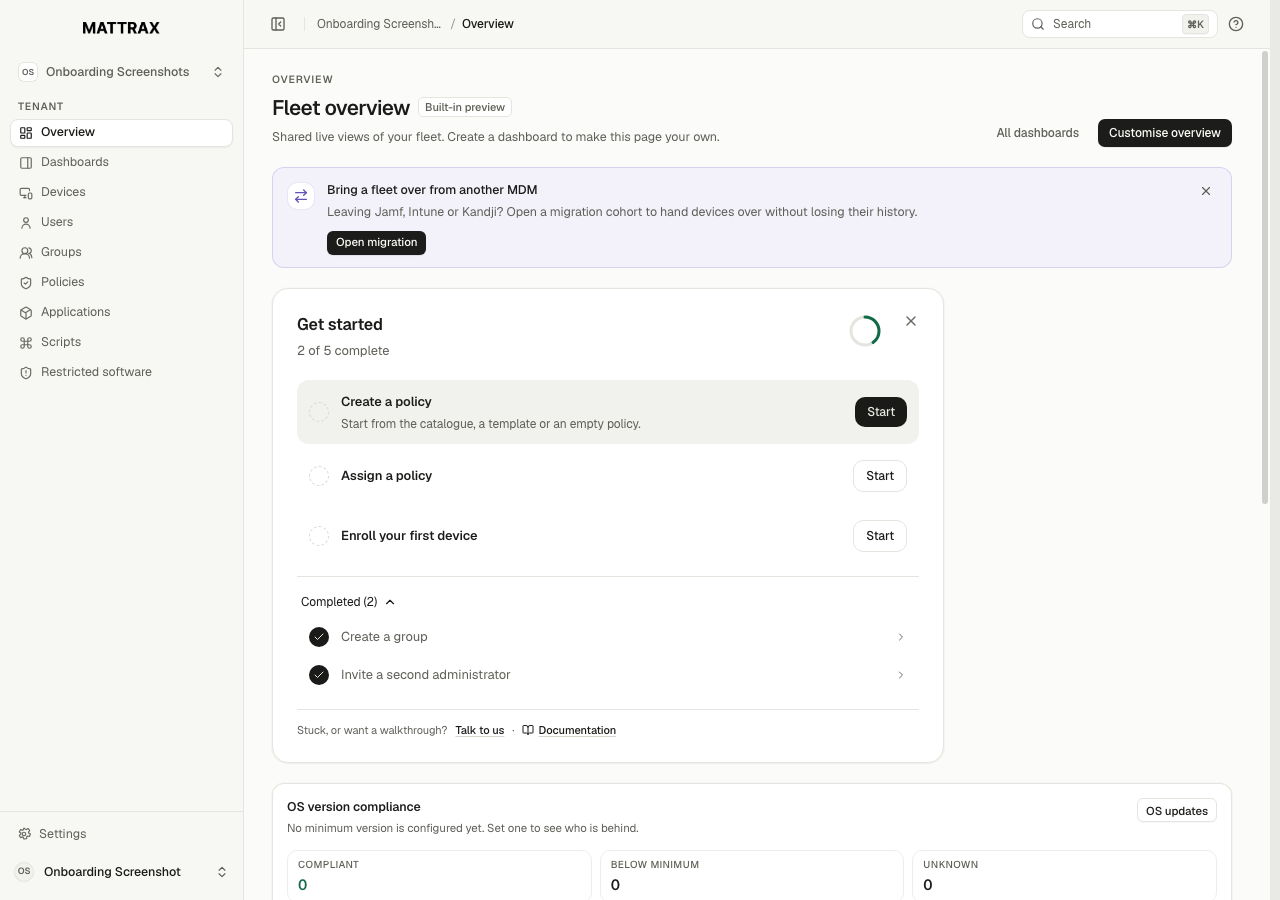 MATTRAX
OS Onboarding Screenshots
TENANT
Overview
Dashboards
Devices
Users
Groups
Policies
Applications
Scripts
Restricted software
Settings
OS Onboarding Screenshot
Onboarding Screensh... / Overview
Search ⌘K
OVERVIEW
Fleet overview Built-in preview
Shared live views of your fleet. Create a dashboard to make this page your own.
All dashboards Customise overview
Bring a fleet over from another MDM
Leaving Jamf, Intune or Kandji? Open a migration cohort to hand devices over without losing their history.
Open migration
Get started
2 of 5 complete
Create a policy
Start from the catalogue, a template or an empty policy.
Start
Assign a policy
Start
Enroll your first device
Start
Completed (2)
Create a group
Invite a second administrator
Stuck, or want a walkthrough? Talk to us · Documentation
OS version compliance
No minimum version is configured yet. Set one to see who is behind.
OS updates
COMPLIANT
0
BELOW MINIMUM
0
UNKNOWN
0